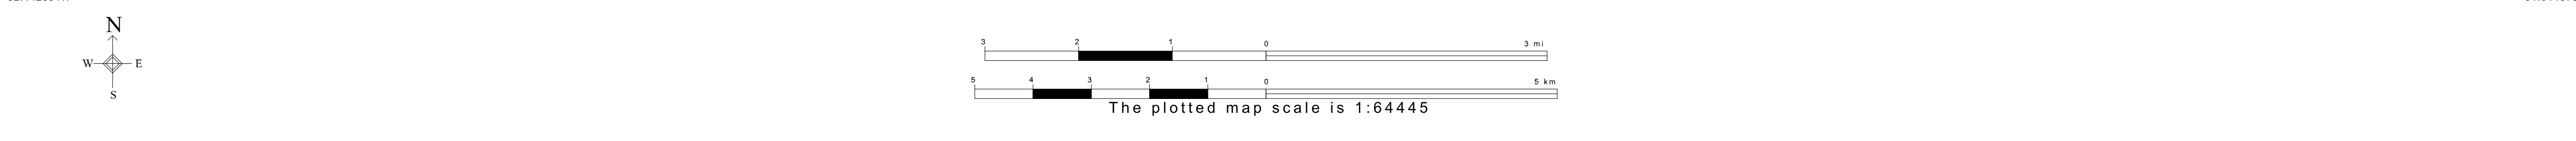 N
W E
S
3 2 1 0 3 mi
5 4 3 2 1 0 5 km
The plotted map scale is 1:64445